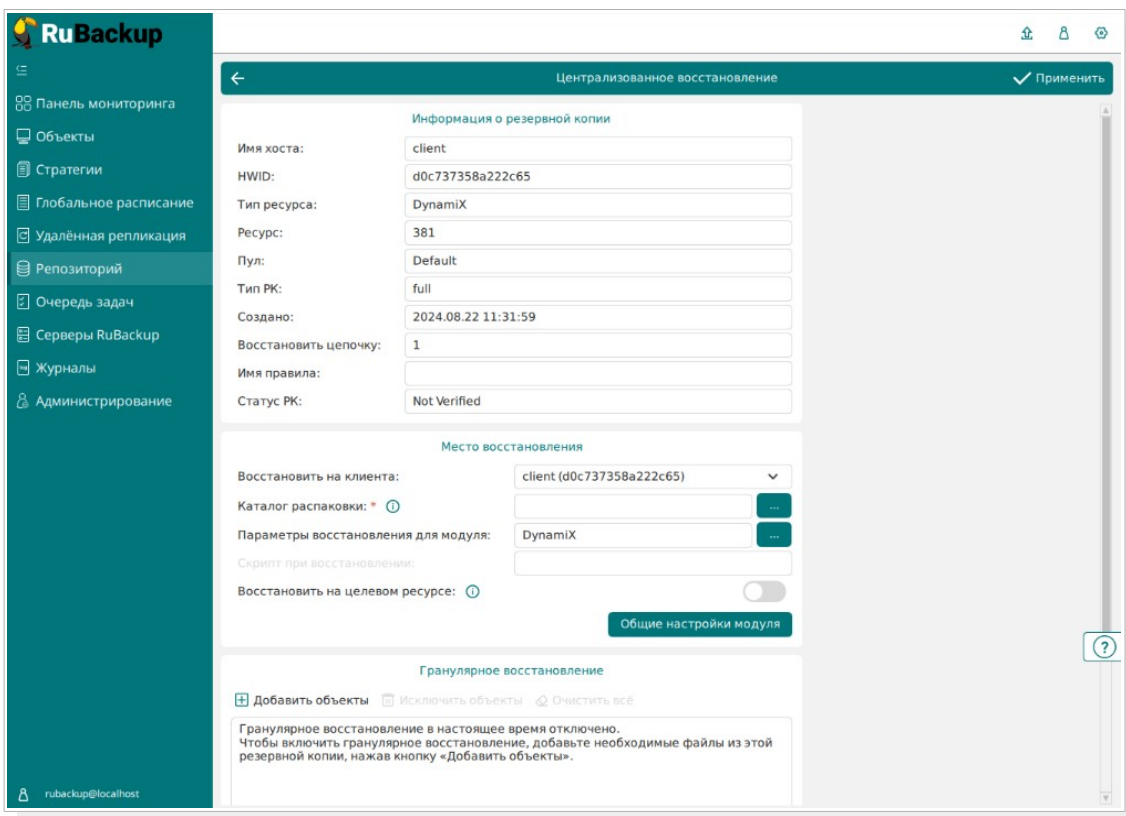 RuBackup
Панель мониторинга
Объекты
Стратегии
Глобальное расписание
Удалённая репликация
Репозиторий
Очередь задач
Серверы RuBackup
Журналы
Администрирование
rubackup@localhost
Централизованное восстановление
Применить
Информация о резервной копии
Имя хоста: client
HWID: d0c737358a222c65
Тип ресурса: DynamiX
Ресурс: 381
Пул: Default
Тип РК: full
Создано: 2024.08.22 11:31:59
Восстановить цепочку: 1
Имя правила:
Статус РК: Not Verified
Место восстановления
Восстановить на клиента: client (d0c737358a222c65)
Каталог распаковки: * ...
Параметры восстановления для модуля: DynamiX ...
Скрипт при восстановлении:
Восстановить на целевом ресурсе:
Общие настройки модуля
?
Гранулярное восстановление
Добавить объекты Исключить объекты Очистить всё
Гранулярное восстановление в настоящее время отключено.
Чтобы включить гранулярное восстановление, добавьте необходимые файлы из этой
резервной копии, нажав кнопку «Добавить объекты».